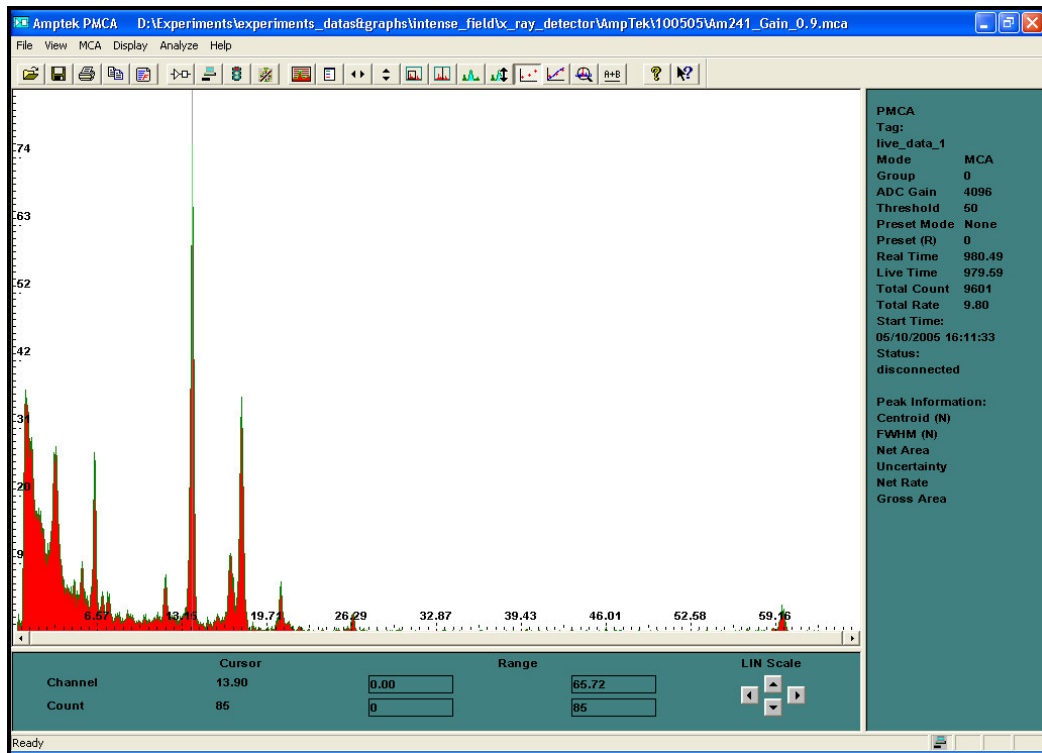 Amptek PMCA D:\Experiments\experiments_datas&graphs\intense_field\x_ray_detector\AmpTek\100505\Am241_Gain_0.9.mca
File View MCA Display Analyze Help
A+B
74
63
52
42
31
20
9
6.57 13.15 19.71 26.29 32.87 39.43 46.01 52.58 59.16
PMCA
Tag:
live_data_1
Mode MCA
Group 0
ADC Gain 4096
Threshold 50
Preset Mode None
Preset (R) 0
Real Time 980.49
Live Time 979.59
Total Count 9601
Total Rate 9.80
Start Time:
05/10/2005 16:11:33
Status:
disconnected
Peak Information:
Centroid (N)
FWHM (N)
Net Area
Uncertainty
Net Rate
Gross Area
Cursor Range LIN Scale
Channel 13.90 0.00 65.72
Count 85 0 85
Ready